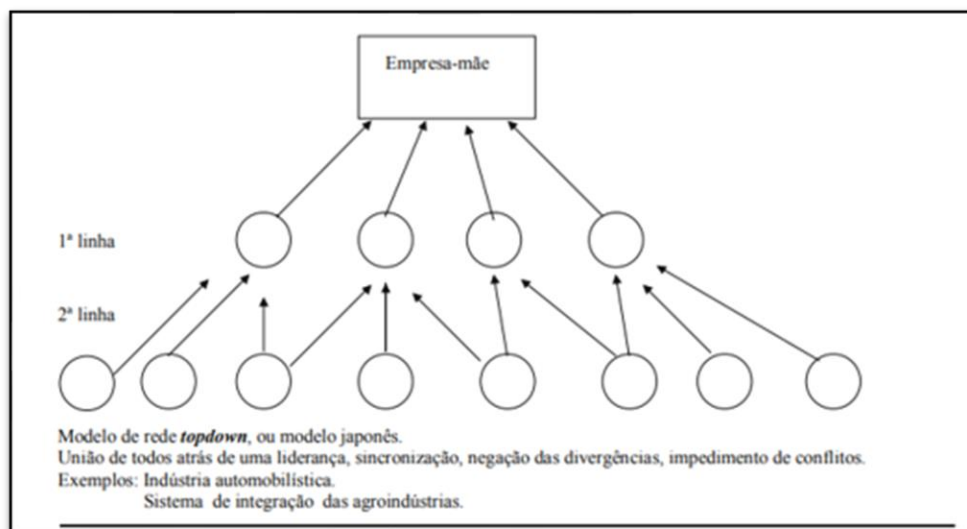 Empresa-mãe
1ª linha
2ª linha
Modelo de rede topdown, ou modelo japonês.
União de todos atrás de uma liderança, sincronização, negação das divergências, impedimento de conflitos.
Exemplos: Indústria automobilística.
Sistema de integração das agroindústrias.